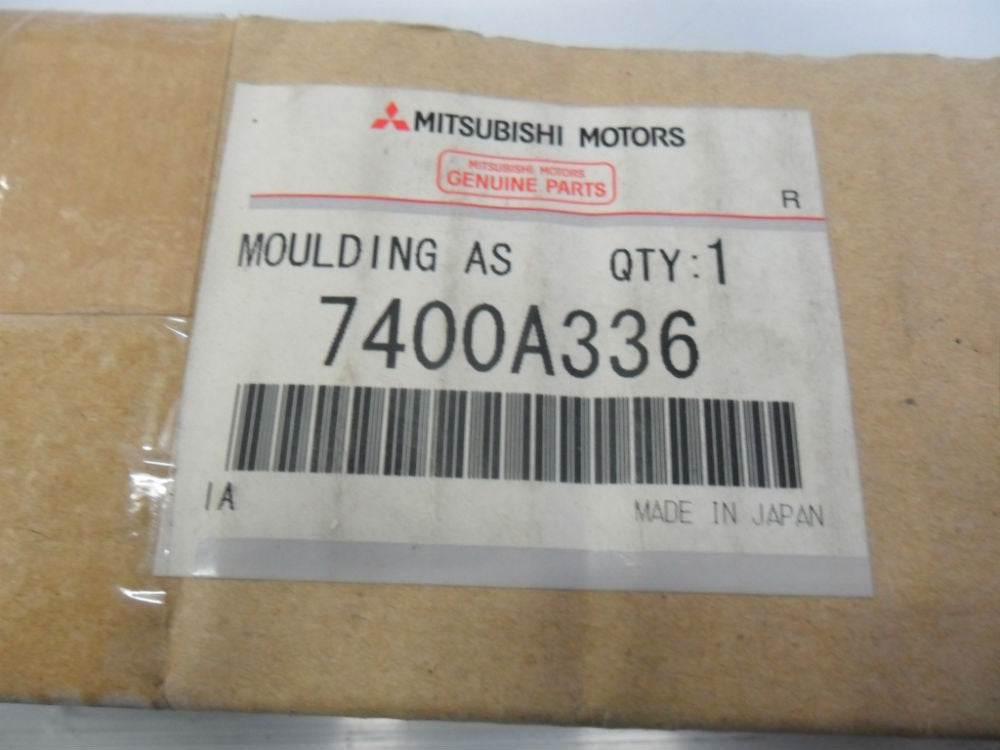 MITSUBISHI MOTORS
MITSUBISHI MOTORS
GENUINE PARTS
R
MOULDING AS QTY:1
7400A336
IA
MADE IN JAPAN